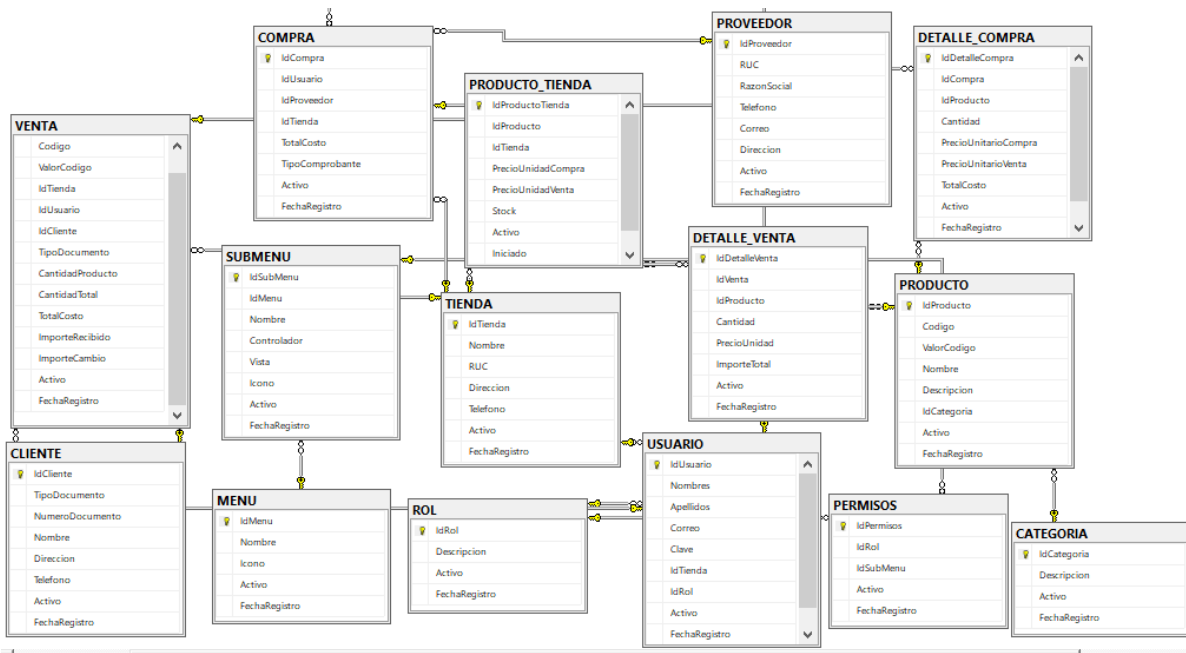 COMPRA
IdCompra
IdUsuario
IdProveedor
IdTienda
TotalCosto
TipoComprobante
Activo
FechaRegistro
PROVEEDOR
IdProveedor
RUC
RazonSocial
Telefono
Correo
Direccion
Activo
FechaRegistro
DETALLE_COMPRA
IdDetalleCompra
IdCompra
IdProducto
Cantidad
PrecioUnitarioCompra
PrecioUnitarioVenta
TotalCosto
Activo
FechaRegistro
PRODUCTO_TIENDA
IdProductoTienda
IdProducto
IdTienda
PrecioUnidadCompra
PrecioUnidadVenta
Stock
Activo
Iniciado
VENTA
Codigo
ValorCodigo
IdTienda
IdUsuario
IdCliente
TipoDocumento
CantidadProducto
CantidadTotal
TotalCosto
ImporteRecibido
ImporteCambio
Activo
FechaRegistro
SUBMENU
IdSubMenu
IdMenu
Nombre
Controlador
Vista
Icono
Activo
FechaRegistro
DETALLE_VENTA
IdDetalleVenta
IdVenta
IdProducto
Cantidad
PrecioUnidad
ImporteTotal
Activo
FechaRegistro
TIENDA
IdTienda
Nombre
RUC
Direccion
Telefono
Activo
FechaRegistro
PRODUCTO
IdProducto
Codigo
ValorCodigo
Nombre
Descripcion
IdCategoria
Activo
FechaRegistro
CLIENTE
IdCliente
TipoDocumento
NumeroDocumento
Nombre
Direccion
Telefono
Activo
FechaRegistro
MENU
IdMenu
Nombre
Icono
Activo
FechaRegistro
ROL
IdRol
Descripcion
Activo
FechaRegistro
USUARIO
IdUsuario
Nombres
Apellidos
Correo
Clave
IdTienda
IdRol
Activo
FechaRegistro
PERMISOS
IdPermisos
IdRol
IdSubMenu
Activo
FechaRegistro
CATEGORIA
IdCategoria
Descripcion
Activo
FechaRegistro